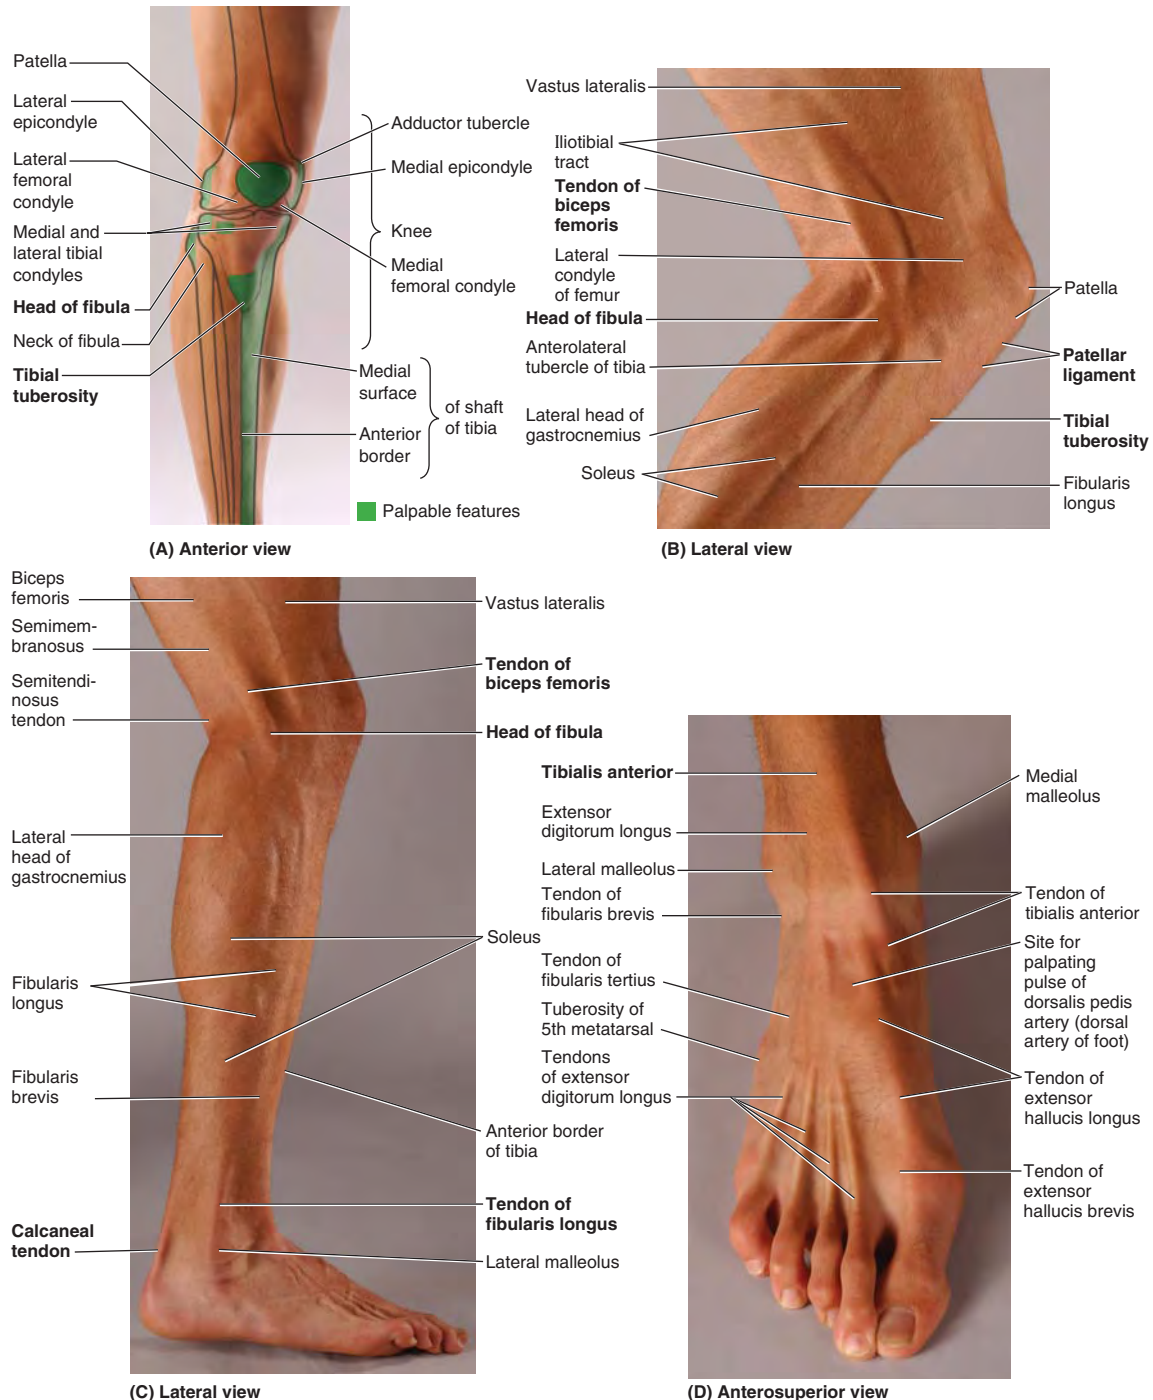 Patella
Lateral
epicondyle
Lateral
femoral
condyle
Medial and
lateral tibial
condyles
Head of fibula
Neck of fibula
Tibial
tuberosity
Adductor tubercle
Medial epicondyle
Knee
Medial
femoral condyle
Medial
surface
of shaft
of tibia
Anterior
border
Palpable features
(A) Anterior view
Vastus lateralis
Iliotibial
tract
Tendon of
biceps
femoris
Lateral
condyle
of femur
Head of fibula
Anterolateral
tubercle of tibia
Lateral head of
gastrocnemius
Soleus
Patella
Patellar
ligament
Tibial
tuberosity
Fibularis
longus
(B) Lateral view
Biceps
femoris
Semimem-
branosus
Semitendi-
nosus
tendon
Lateral
head of
gastrocnemius
Fibularis
longus
Fibularis
brevis
Calcaneal
tendon
Vastus lateralis
Tendon of
biceps femoris
Head of fibula
Soleus
Anterior border
of tibia
Tendon of
fibularis longus
Lateral malleolus
(C) Lateral view
Tibialis anterior
Extensor
digitorum longus
Lateral malleolus
Tendon of
fibularis brevis
Tendon of
fibularis tertius
Tuberosity of
5th metatarsal
Tendons
of extensor
digitorum longus
Medial
malleolus
Tendon of
tibialis anterior
Site for
palpating
pulse of
dorsalis pedis
artery (dorsal
artery of foot)
Tendon of
extensor
hallucis longus
Tendon of
extensor
hallucis brevis
(D) Anterosuperior view